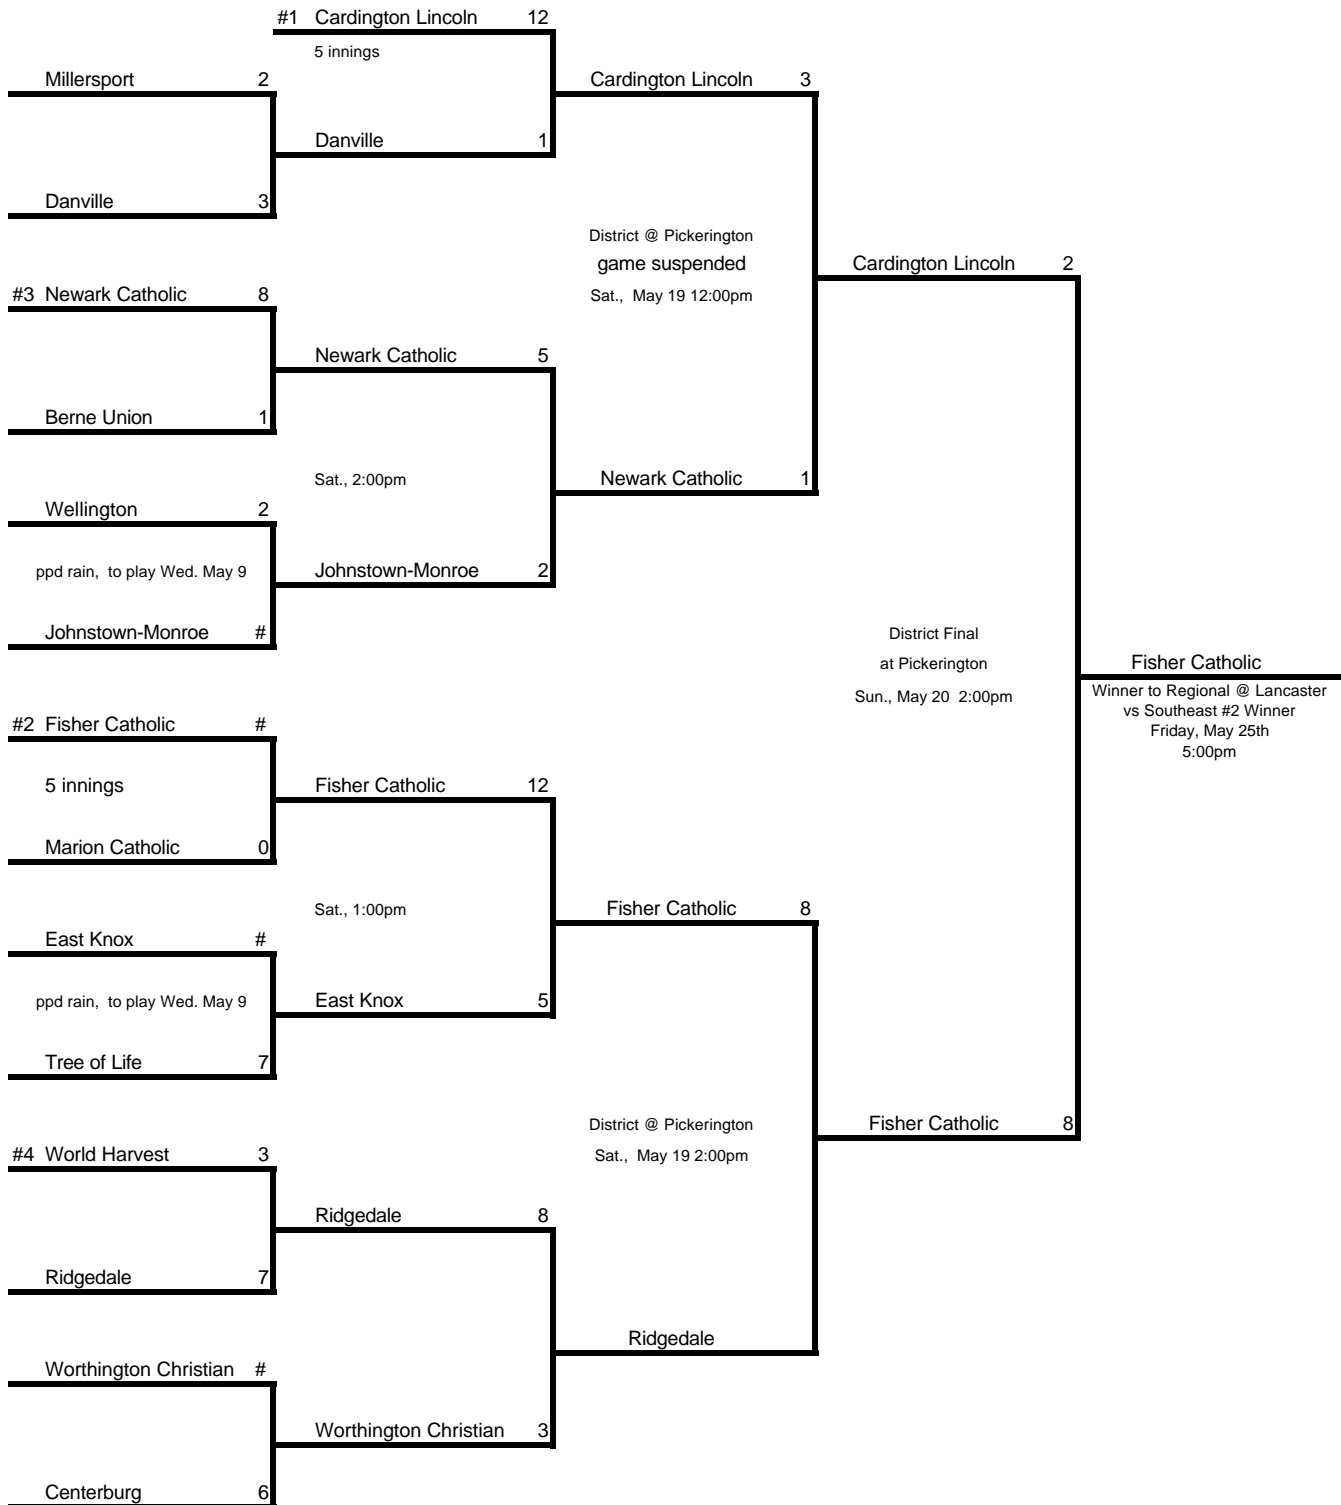 #1 Cardington Lincoln 12
5 innings
Millersport 2
Cardington Lincoln 3
Danville 1
Danville 3
District @ Pickerington
game suspended
Sat., May 19 12:00pm
Cardington Lincoln 2
#3 Newark Catholic 8
Newark Catholic 5
Berne Union 1
Sat., 2:00pm
Newark Catholic 1
Wellington 2
ppd rain, to play Wed. May 9
Johnstown-Monroe 2
Johnstown-Monroe #
District Final
at Pickerington
Sun., May 20 2:00pm
Fisher Catholic
Winner to Regional @ Lancaster
vs Southeast #2 Winner
Friday, May 25th
5:00pm
#2 Fisher Catholic #
5 innings
Fisher Catholic 12
Marion Catholic 0
Sat., 1:00pm
Fisher Catholic 8
East Knox #
ppd rain, to play Wed. May 9
East Knox 5
Tree of Life 7
District @ Pickerington
Sat., May 19 2:00pm
Fisher Catholic 8
#4 World Harvest 3
Ridgedale 8
Ridgedale 7
Ridgedale
Worthington Christian #
Worthington Christian 3
Centerburg 6